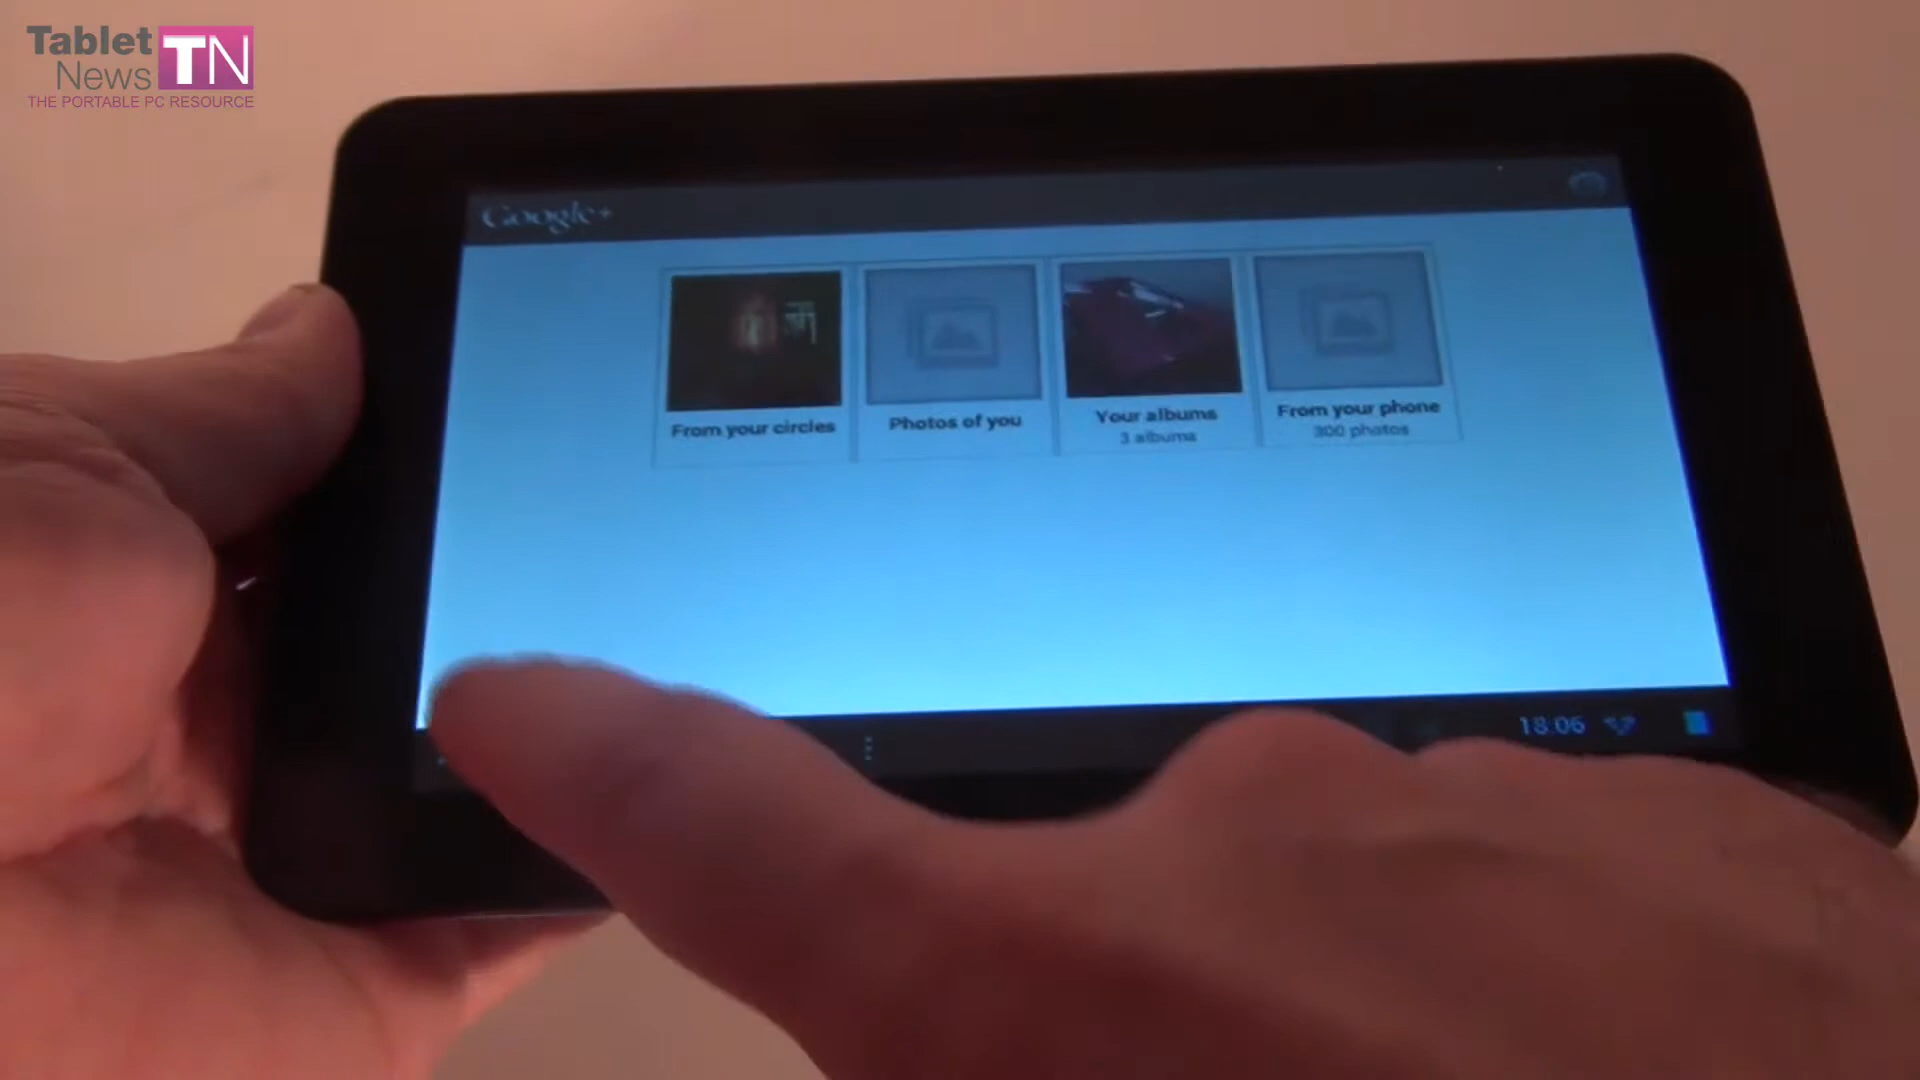 Tablet
News TN
THE PORTABLE PC RESOURCE
Google+
From your circles
Photos of you
Your albums
3 albums
From your phone
300 photos
18:06